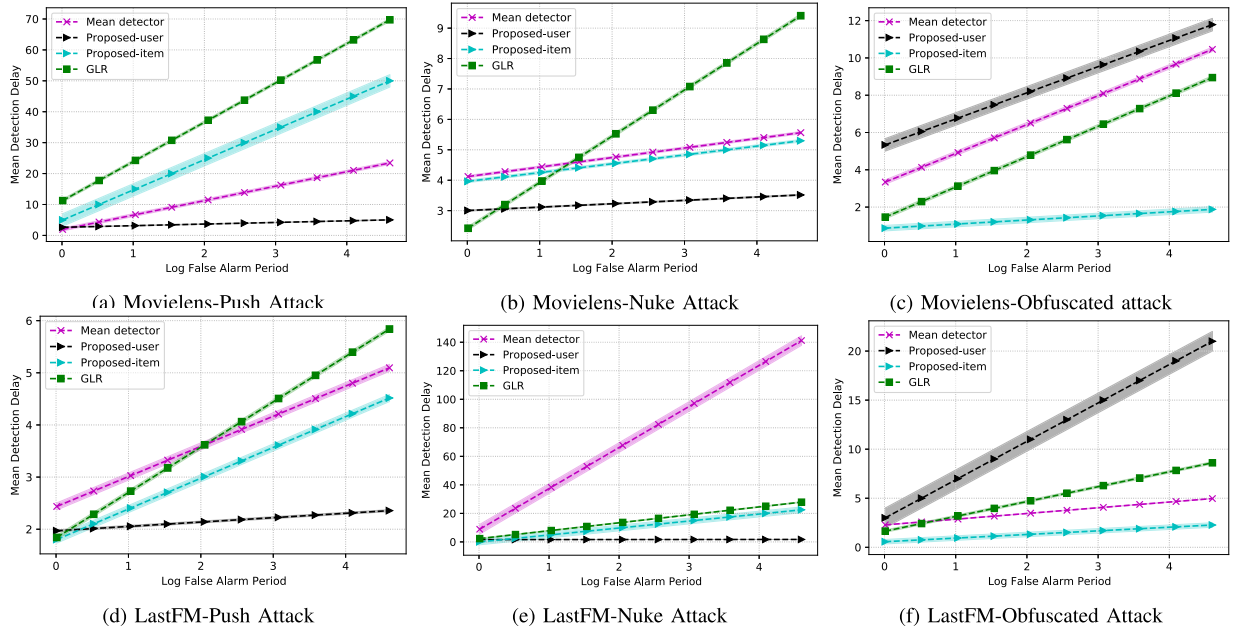 70
60
50
40
30
20
10
0
Mean Detection Delay
Mean detector
Proposed-user
Proposed-item
GLR
0 1 2 3 4
Log False Alarm Period
(a) Movielens-Push Attack
9
8
7
6
5
4
3
Mean Detection Delay
Mean detector
Proposed-user
Proposed-item
GLR
0 1 2 3 4
Log False Alarm Period
(b) Movielens-Nuke Attack
12
10
8
6
4
2
Mean Detection Delay
Mean detector
Proposed-user
Proposed-item
GLR
0 1 2 3 4
Log False Alarm Period
(c) Movielens-Obfuscated attack
6
5
4
3
2
Mean Detection Delay
Mean detector
Proposed-user
Proposed-item
GLR
0 1 2 3 4
Log False Alarm Period
(d) LastFM-Push Attack
140
120
100
80
60
40
20
0
Mean Detection Delay
Mean detector
Proposed-user
Proposed-item
GLR
0 1 2 3 4
Log False Alarm Period
(e) LastFM-Nuke Attack
20
15
10
5
0
Mean Detection Delay
Mean detector
Proposed-user
Proposed-item
GLR
0 1 2 3 4
Log False Alarm Period
(f) LastFM-Obfuscated Attack